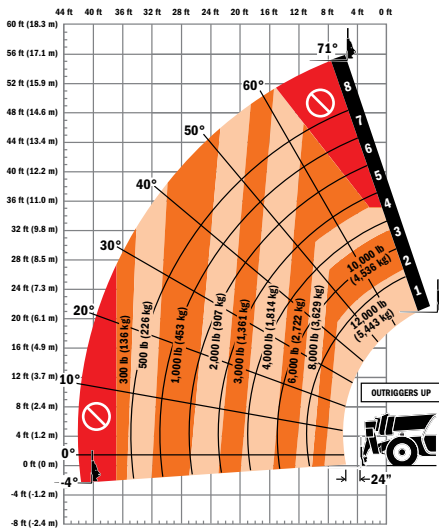 44 ft 40 ft 36 ft 32 ft 28 ft 24 ft 20 ft 16 ft 12 ft 8 ft 4 ft 0 ft
60 ft (18.3 m)
56 ft (17.1 m)
52 ft (15.9 m)
48 ft (14.6 m)
44 ft (13.4 m)
40 ft (12.2 m)
36 ft (11.0 m)
32 ft (9.8 m)
28 ft (8.5 m)
24 ft (7.3 m)
20 ft (6.1 m)
16 ft (4.9 m)
12 ft (3.7 m)
8 ft (2.4 m)
4 ft (1.2 m)
0 ft (0 m)
-4 ft (-1.2 m)
-8 ft (-2.4 m)
71°
60°
50°
40°
30°
20°
10°
0°
-4°
8
7
6
5
4
3
2
1
300 lb (136 kg)
500 lb (226 kg)
1,000 lb (453 kg)
2,000 lb (907 kg)
3,000 lb (1,361 kg)
4,000 lb (1,814 kg)
6,000 lb (2,722 kg)
8,000 lb (3,629 kg)
10,000 lb
(4,536 kg)
12,000 lb
(5,443 kg)
OUTRIGGERS UP
24"